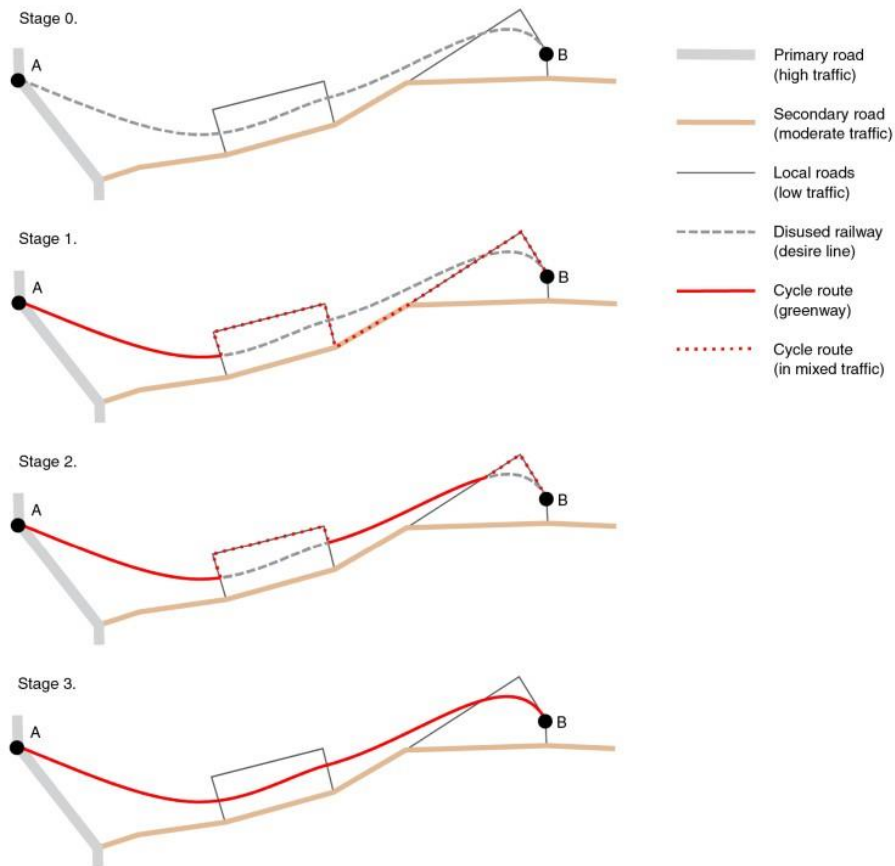 Stage 0.
A
B
Primary road
(high traffic)
Secondary road
(moderate traffic)
Local roads
(low traffic)
Disused railway
(desire line)
Cycle route
(greenway)
Cycle route
(in mixed traffic)
Stage 1.
A
B
Stage 2.
A
B
Stage 3.
A
B